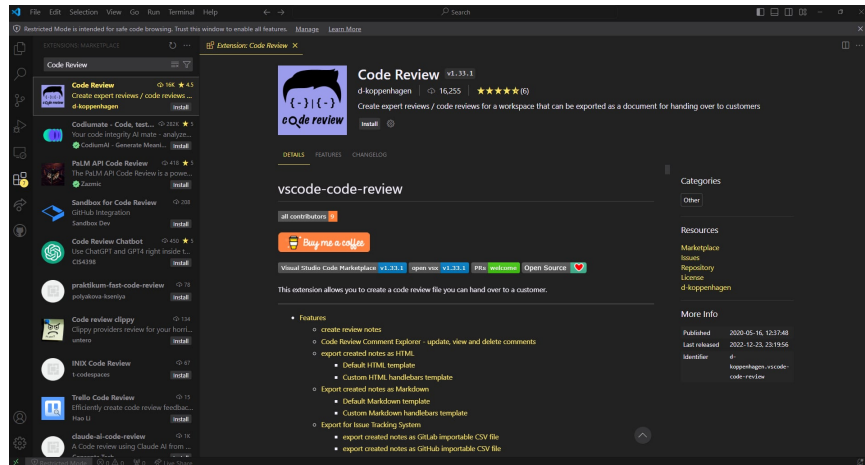 File Edit Selection View Go Run Terminal Help
Search
Restricted Mode is intended for safe code browsing. Trust this window to enable all features. Manage Learn More
EXTENSIONS: MARKETPLACE
Code Review
Code Review 16K 4.5
Create expert reviews / code reviews ...
d-koppenhagen Install
Codiumate - Code, test... 282K 5
Your code integrity AI mate - analyze...
CodiumAI - Generate Meani... Install
PaLM API Code Review 418 5
The PaLM API Code Review is a powe...
Zazmic Install
Sandbox for Code Review 208
GitHub Integration
Sandbox Dev Install
Code Review Chatbot 450 5
Use ChatGPT and GPT4 right inside t...
CIS4398 Install
praktikum-fast-code-review 78
polyakova-kseniya Install
Code review clippy 134
Clippy providers review for your horri...
untero Install
INIX Code Review 67
t-codespaces Install
Trello Code Review 15
Efficiently create code review feedbac...
Hao Li Install
claude-ai-code-review 1K
A Code review using Claude AI from ...
Install
Extension: Code Review
{-}|{-}
code review
Code Review v1.33.1
d-koppenhagen 16,255 (6)
Create expert reviews / code reviews for a workspace that can be exported as a document for handing over to customers
Install
DETAILS FEATURES CHANGELOG
vscode-code-review
all contributors 9
Buy me a coffee
Visual Studio Code Marketplace v1.33.1 open vsx v1.33.1 PRs welcome Open Source
This extension allows you to create a code review file you can hand over to a customer.
Features
create review notes
Code Review Comment Explorer - update, view and delete comments
export created notes as HTML
Default HTML template
Custom HTML handlebars template
Export created notes as Markdown
Default Markdown template
Custom Markdown handlebars template
Export for Issue Tracking System
export created notes as GitLab importable CSV file
export created notes as GitHub importable CSV file
Categories
Other
Resources
Marketplace
Issues
Repository
License
d-koppenhagen
More Info
Published 2020-05-16, 12:37:48
Last released 2022-12-23, 23:19:56
Identifier d-
koppenhagen.vscode-
code-review
Restricted Mode 0 0 0 Live Share